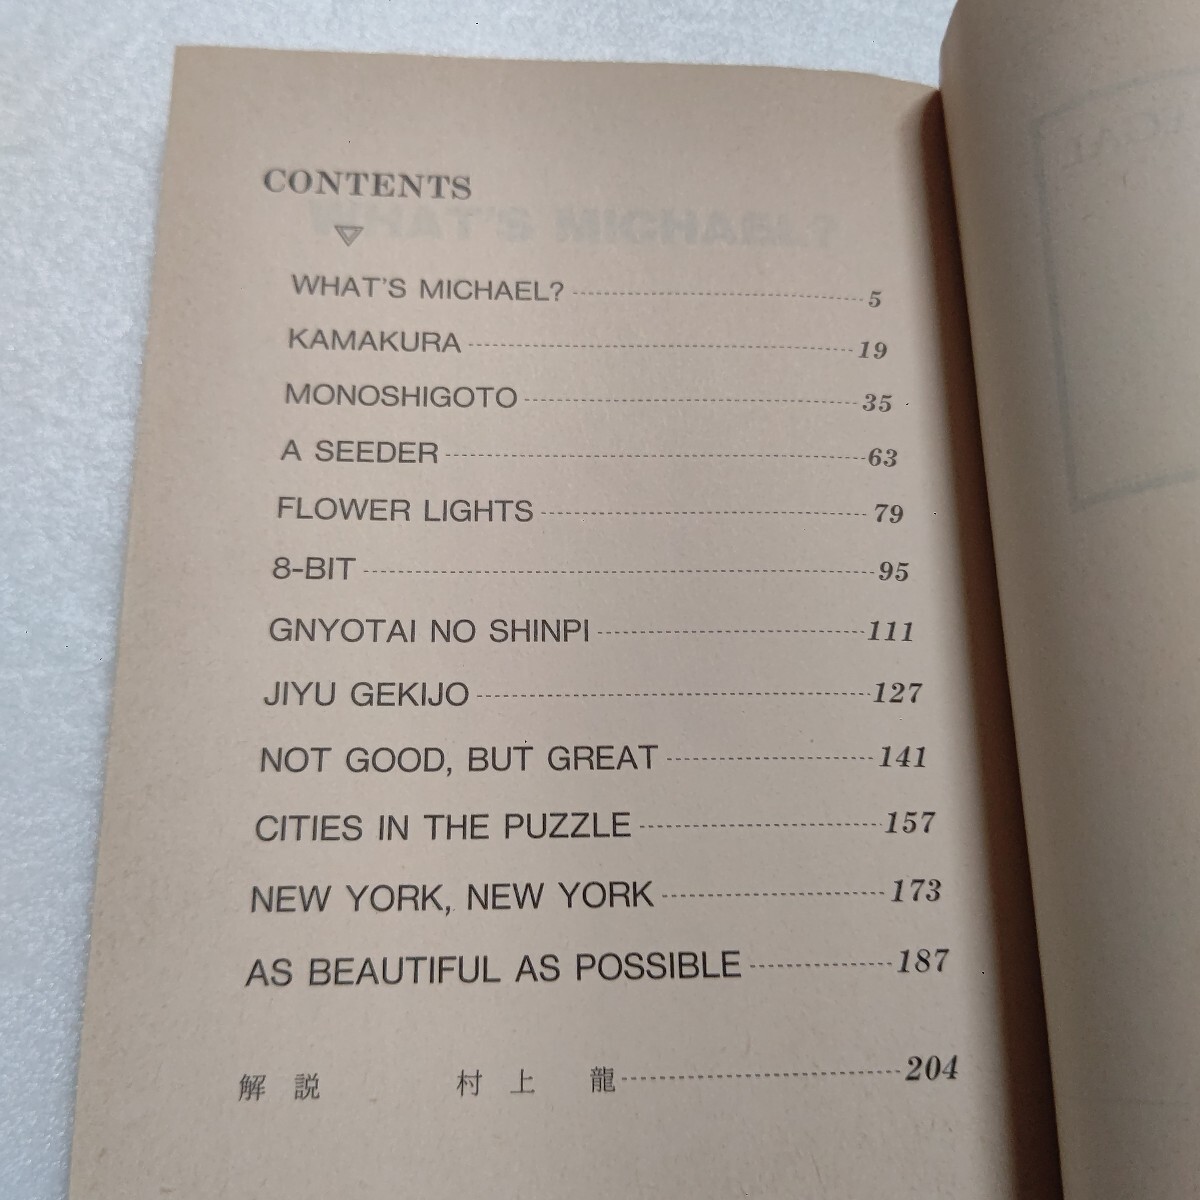 CONTENTS
WHAT'S MICHAEL? 5
KAMAKURA 19
MONOSHIGOTO 35
A SEEDER 63
FLOWER LIGHTS 79
8-BIT 95
GNYOTAI NO SHINPI 111
JIYU GEKIJO 127
NOT GOOD, BUT GREAT 141
CITIES IN THE PUZZLE 157
NEW YORK, NEW YORK 173
AS BEAUTIFUL AS POSSIBLE 187
解説 村上 龍 204